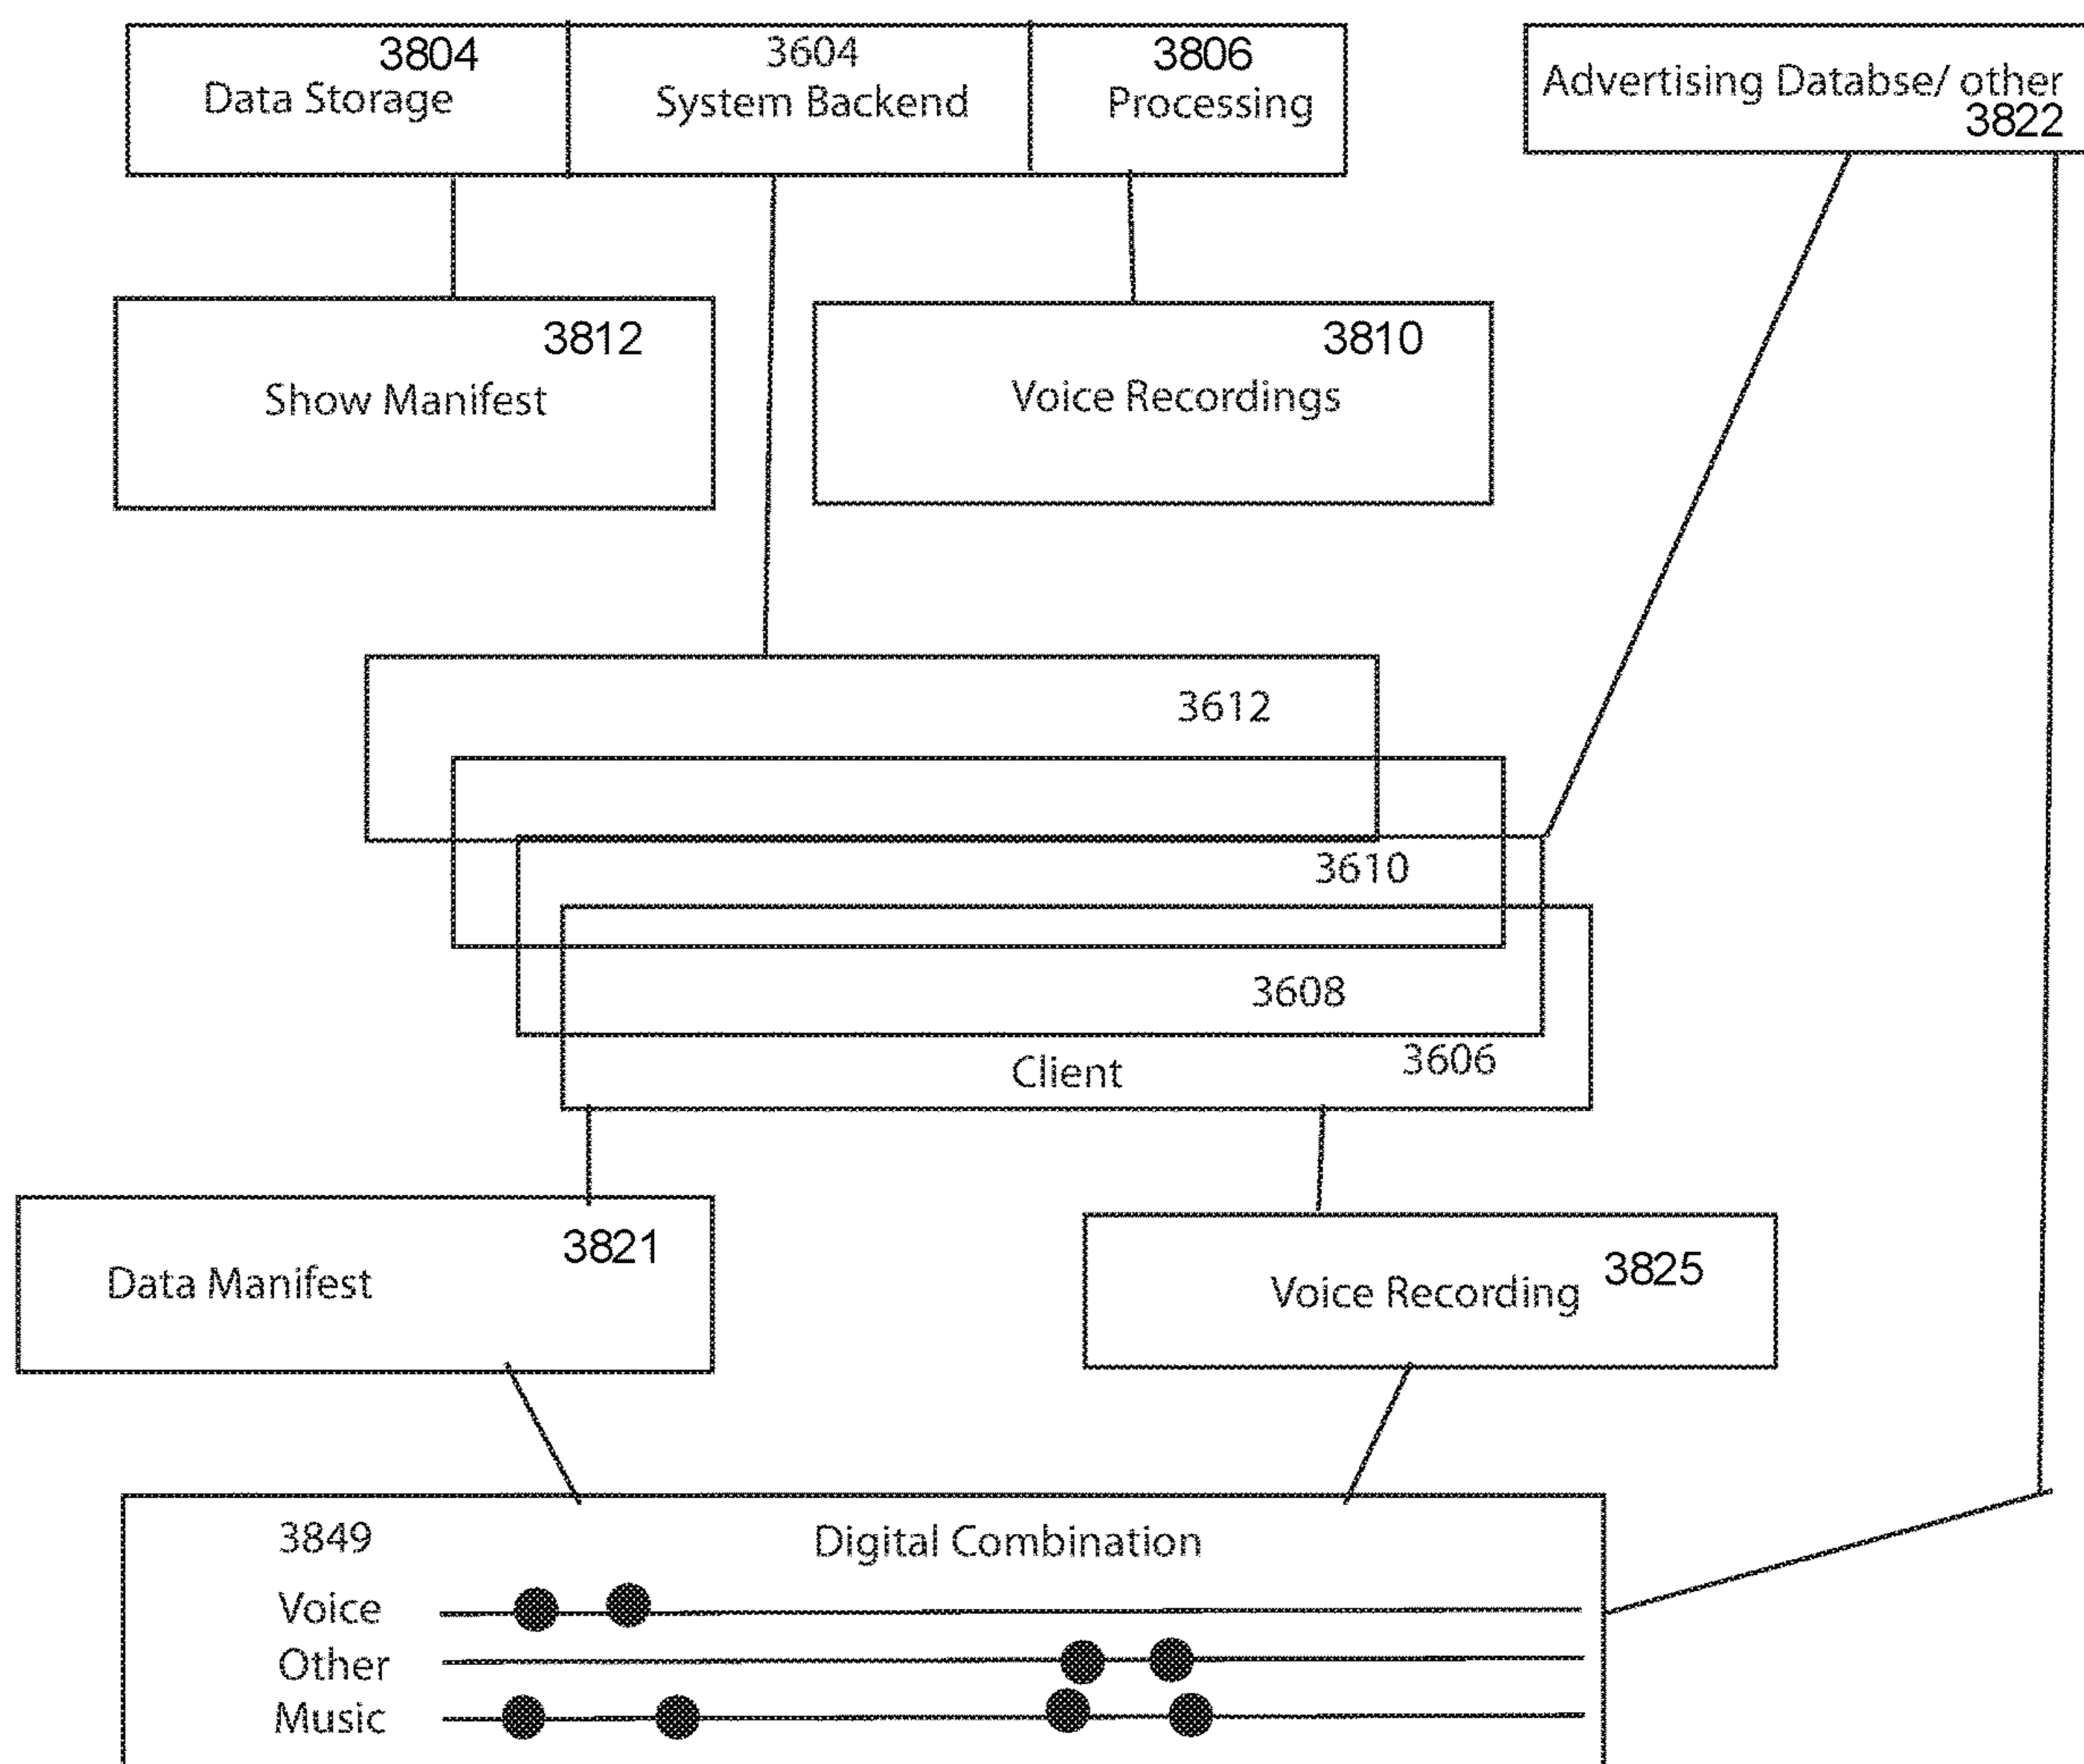 3804
Data Storage
3604
System Backend
3806
Processing
Advertising Databse/ other
3822
3812
Show Manifest
3810
Voice Recordings
3612
3610
3608
3606
Client
3821
Data Manifest
3825
Voice Recording
3849
Digital Combination
Voice
Other
Music